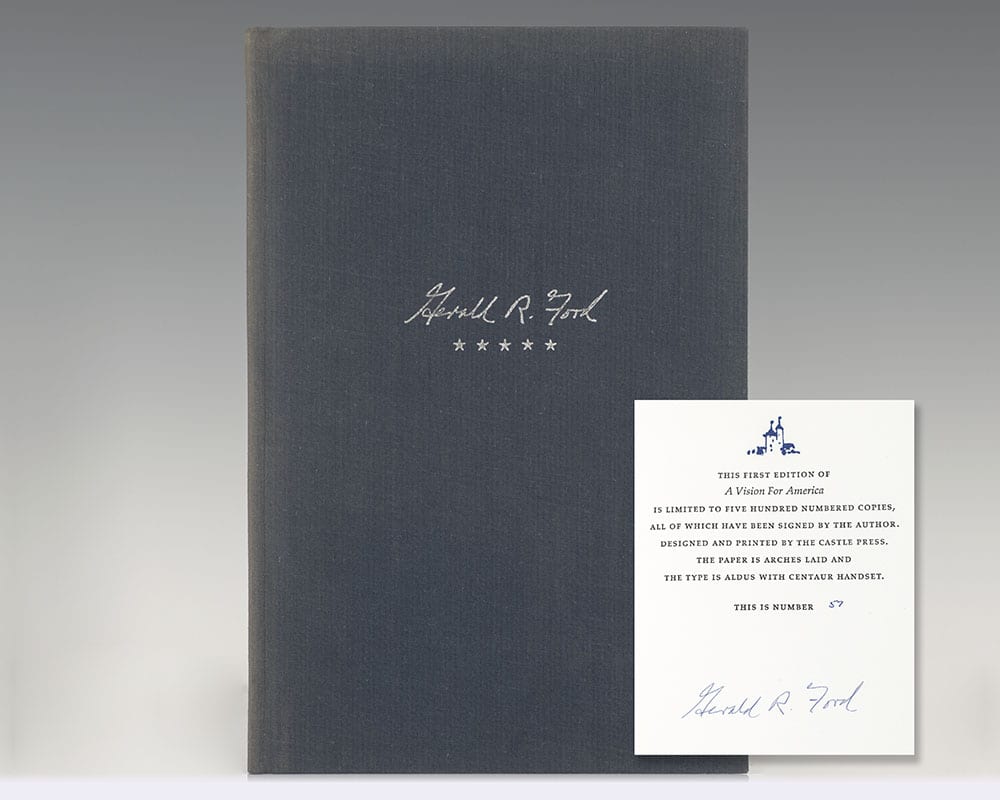 Gerald R. Ford
THIS FIRST EDITION OF
A Vision For America
IS LIMITED TO FIVE HUNDRED NUMBERED COPIES,
ALL OF WHICH HAVE BEEN SIGNED BY THE AUTHOR.
DESIGNED AND PRINTED BY THE CASTLE PRESS.
THE PAPER IS ARCHES LAID AND
THE TYPE IS ALDUS WITH CENTAUR HANDSET.
THIS IS NUMBER 57
Gerald R. Ford